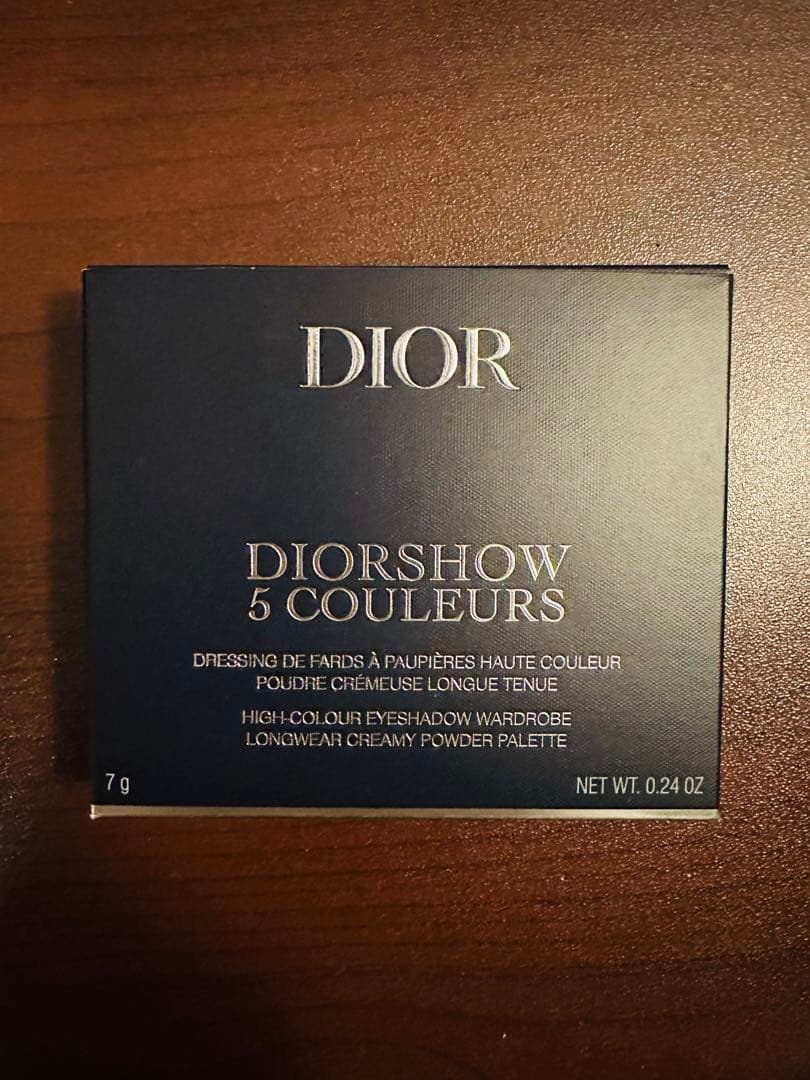 DIOR
DIORSHOW
5 COULEURS
DRESSING DE FARDS À PAUPIÈRES HAUTE COULEUR
POUDRE CRÉMEUSE LONGUE TENUE
HIGH-COLOUR EYESHADOW WARDROBE
LONGWEAR CREAMY POWDER PALETTE
7 g
NET WT. 0.24 OZ